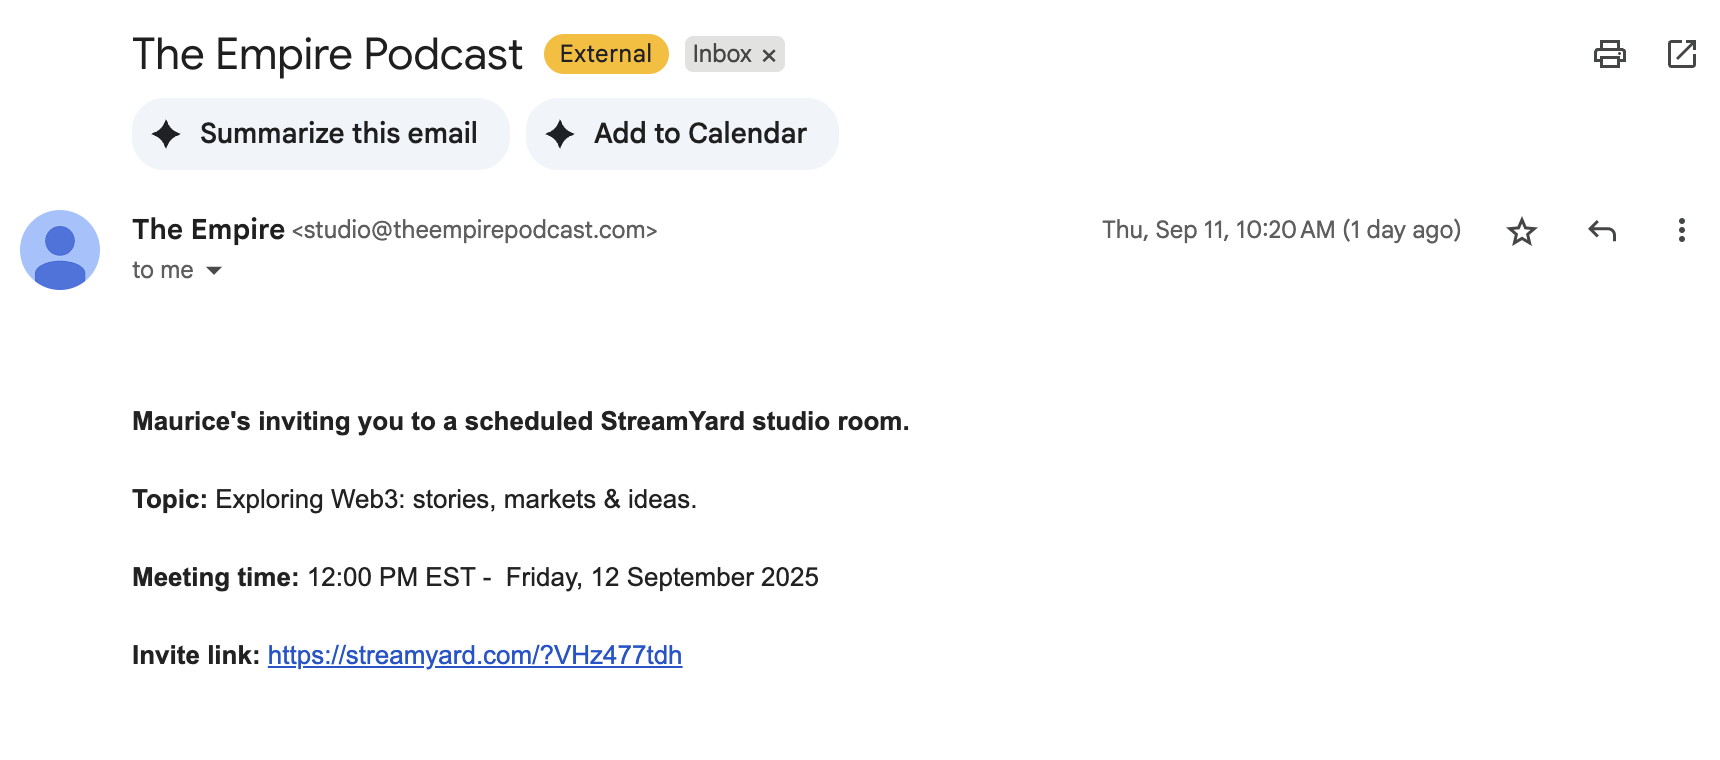 The Empire Podcast External Inbox ×
Summarize this email Add to Calendar
The Empire <studio@theempirepodcast.com> Thu, Sep 11, 10:20 AM (1 day ago)
to me
Maurice's inviting you to a scheduled StreamYard studio room.
Topic: Exploring Web3: stories, markets & ideas.
Meeting time: 12:00 PM EST - Friday, 12 September 2025
Invite link: https://streamyard.com/?VHz477tdh